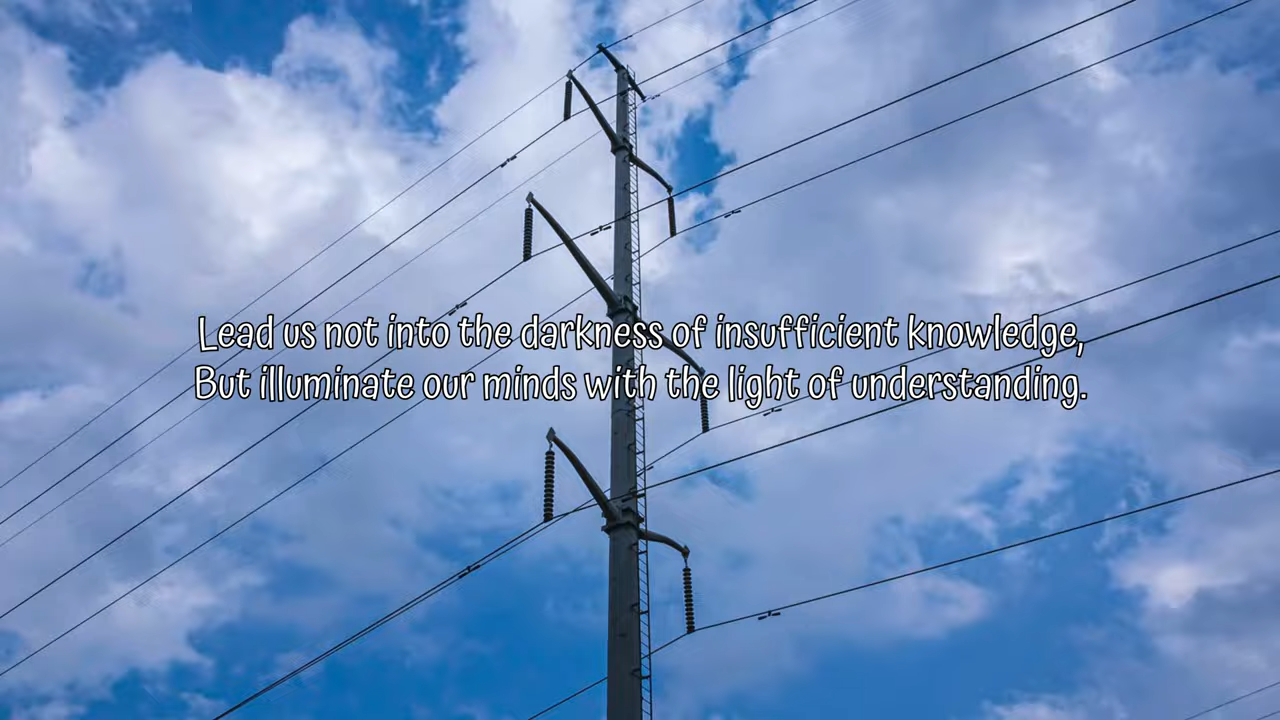 Lead us not into the darkness of insufficient knowledge,
But illuminate our minds with the light of understanding.